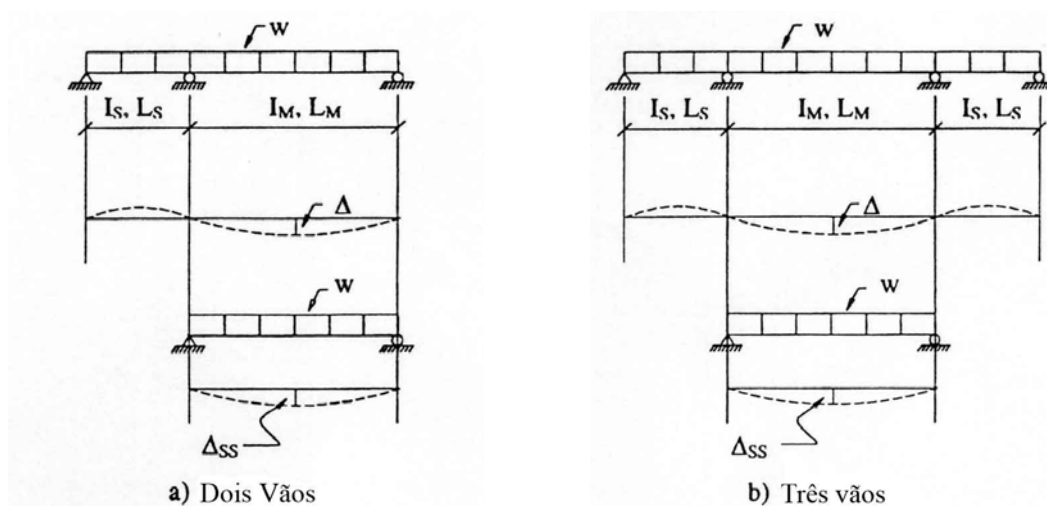 w
I_S, L_S
I_M, L_M
Δ
w
Δ_SS
a) Dois Vãos
w
I_S, L_S
I_M, L_M
I_S, L_S
Δ
w
Δ_SS
b) Três vãos